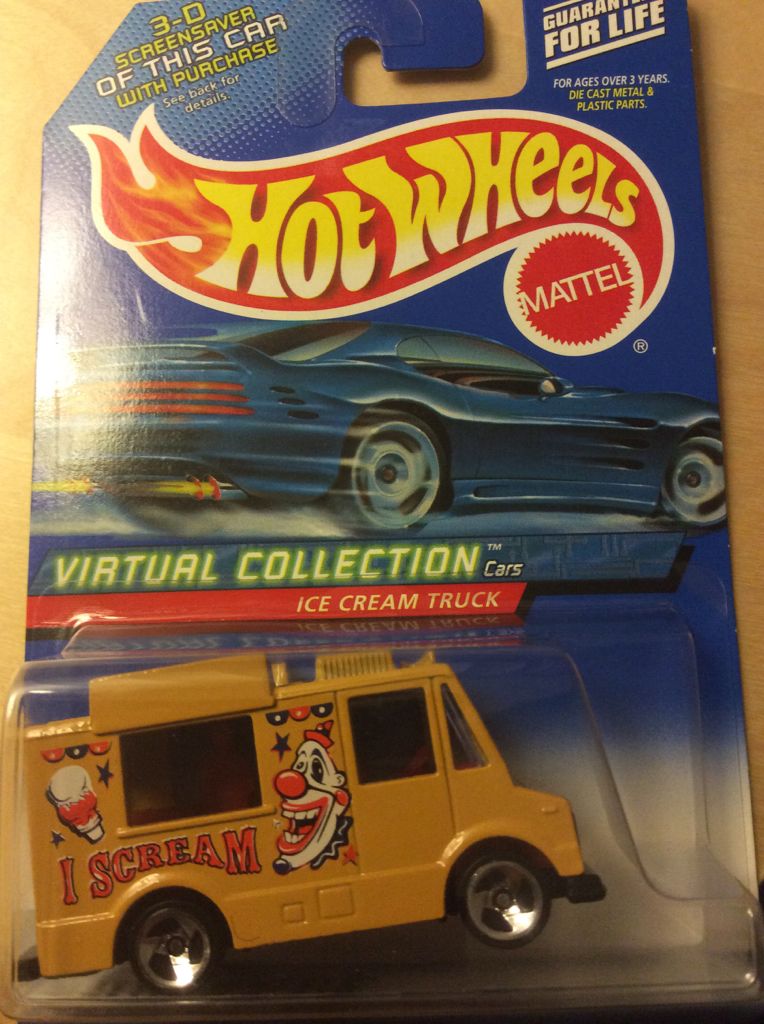 3-D
SCREENSAVER
OF THIS CAR
WITH PURCHASE
See back for
details.
FOR LIFE
FOR AGES OVER 3 YEARS.
DIE CAST METAL &
PLASTIC PARTS.
HOT WHEELS
MATTEL
®
VIRTUAL COLLECTION™
Cars
ICE CREAM TRUCK
I SCREAM